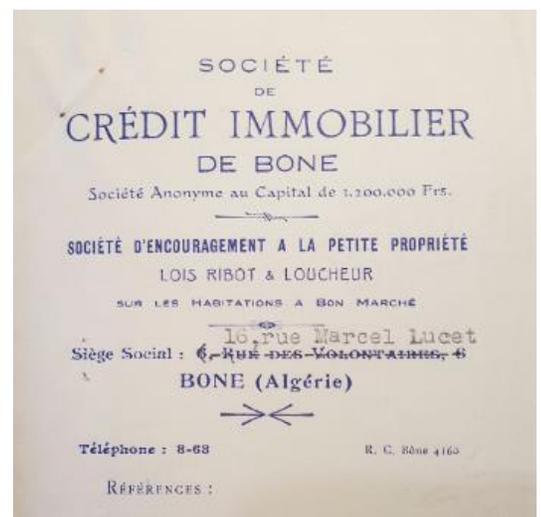 SOCIÉTÉ
DE
CRÉDIT IMMOBILIER
DE BONE
Société Anonyme au Capital de 1.200.000 Frs.
SOCIÉTÉ D'ENCOURAGEMENT A LA PETITE PROPRIÉTÉ
LOIS RIBOT & LOUCHEUR
SUR LES HABITATIONS A BON MARCHÉ
16, rue Marcel Lucet
Siège Social : 6, RUE DES VOLONTAIRES, 6
BONE (Algérie)
Téléphone : 8-68
R. C. Bône 4160
RÉFÉRENCES :